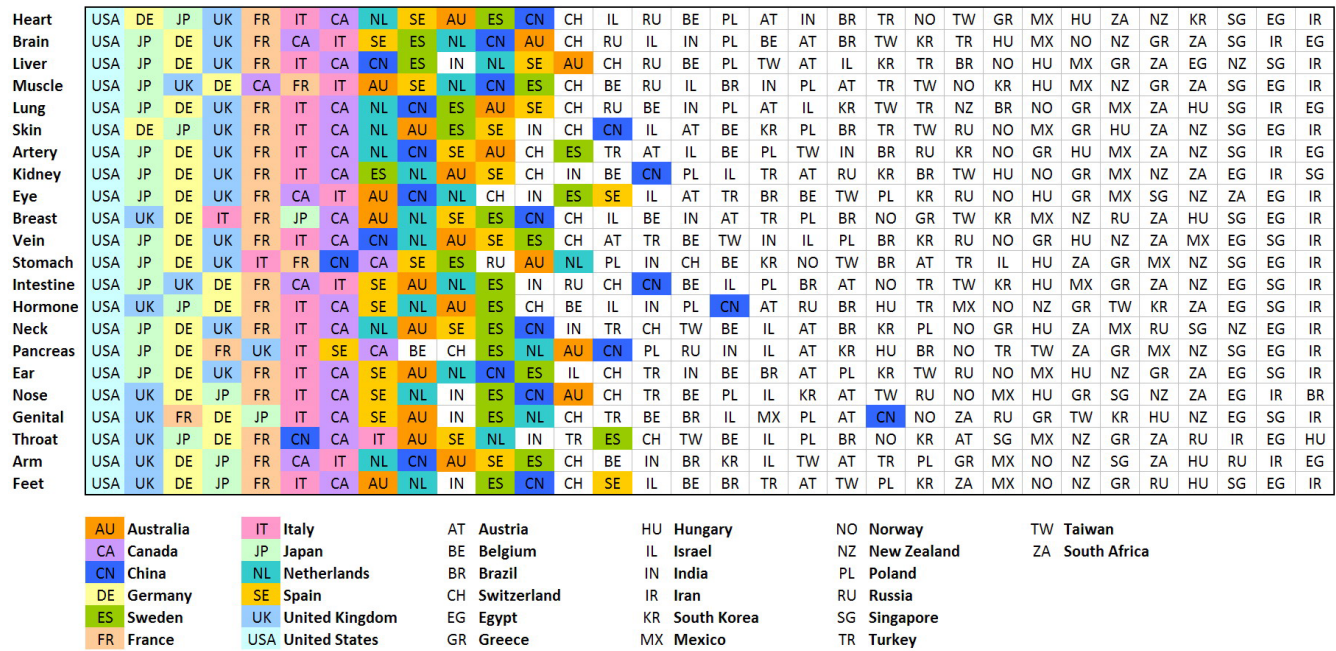 Heart USA DE JP UK FR IT CA NL SE AU ES CN CH IL RU BE PL AT IN BR TR NO TW GR MX HU ZA NZ KR SG EG IR
Brain USA JP DE UK FR CA IT SE ES NL CN AU CH RU IL IN PL BE AT BR TW KR TR HU MX NO NZ GR ZA SG IR EG
Liver USA JP DE UK FR IT CA CN ES IN NL SE AU CH RU BE PL TW AT IL KR TR BR NO HU MX GR ZA EG NZ SG IR
Muscle USA JP UK DE CA FR IT AU SE NL CN ES CH BE RU IL BR IN PL AT TR TW NO KR HU MX NZ GR ZA SG EG IR
Lung USA JP DE UK FR IT CA NL CN ES AU SE CH RU BE IN PL AT IL KR TW TR NZ BR NO GR MX ZA HU SG IR EG
Skin USA DE JP UK FR IT CA NL AU ES SE IN CH CN IL AT BE KR PL BR TR TW RU NO MX GR HU ZA NZ SG EG IR
Artery USA JP DE UK FR IT CA NL CN SE AU CH ES TR AT IL BE PL TW IN BR RU KR NO GR HU MX ZA NZ SG IR EG
Kidney USA JP DE UK FR IT CA ES NL AU SE CH IN BE CN PL IL TR AT RU KR BR TW HU NO GR MX NZ ZA EG IR SG
Eye USA JP DE UK FR CA IT AU CN NL CH IN ES SE IL AT TR BR BE TW PL KR RU NO HU GR MX SG NZ ZA EG IR
Breast USA UK DE IT FR JP CA AU NL SE ES CN CH IL BE IN AT TR PL BR NO GR TW KR MX NZ RU ZA HU SG EG IR
Vein USA JP DE UK FR IT CA CN NL AU SE ES CH AT TR BE TW IN IL PL BR KR RU NO GR HU NZ ZA MX EG SG IR
Stomach USA JP DE UK IT FR CN CA SE ES RU AU NL PL IN CH BE KR NO TW BR AT TR IL HU ZA GR MX NZ SG EG IR
Intestine USA JP UK DE FR CA IT SE AU NL ES IN RU CH CN BE IL PL BR AT NO TR TW KR HU MX GR ZA NZ EG SG IR
Hormone USA UK JP DE FR IT CA SE NL AU ES CH BE IL IN PL CN AT RU BR HU TR MX NO NZ GR TW KR ZA EG SG IR
Neck USA JP DE UK FR IT CA NL AU SE ES CN IN TR CH TW BE IL AT BR KR PL NO GR HU ZA MX RU SG NZ EG IR
Pancreas USA JP DE FR UK IT SE CA BE CH ES NL AU CN PL RU IN IL AT KR HU BR NO TR TW ZA GR MX NZ SG EG IR
Ear USA JP DE UK FR IT CA SE AU NL CN ES IL CH TR IN BE BR AT PL KR TW RU NO MX HU NZ GR ZA SG EG IR
Nose USA UK DE JP FR IT CA SE NL IN ES CN AU CH TR BE PL IL KR AT TW RU NO MX HU GR SG NZ ZA EG IR BR
Genital USA UK FR DE JP IT CA SE AU IN ES NL CH TR BE BR IL MX PL AT CN NO ZA RU GR TW KR HU NZ EG SG IR
Throat USA UK JP DE FR CN CA IT AU SE NL IN TR ES CH TW BE IL PL BR NO KR AT SG MX NZ GR ZA RU IR EG HU
Arm USA UK DE JP FR CA IT NL CN AU SE ES CH BE IN BR KR IL TW AT TR PL GR MX NO NZ SG ZA HU RU IR EG
Feet USA UK DE JP FR IT CA AU NL IN ES CN CH SE IL BE BR TR AT TW PL KR ZA MX NO NZ GR RU HU SG EG IR
AU Australia IT Italy AT Austria HU Hungary NO Norway TW Taiwan
CA Canada JP Japan BE Belgium IL Israel NZ New Zealand ZA South Africa
CN China NL Netherlands BR Brazil IN India PL Poland
DE Germany SE Spain CH Switzerland IR Iran RU Russia
ES Sweden UK United Kingdom EG Egypt KR South Korea SG Singapore
FR France USA United States GR Greece MX Mexico TR Turkey